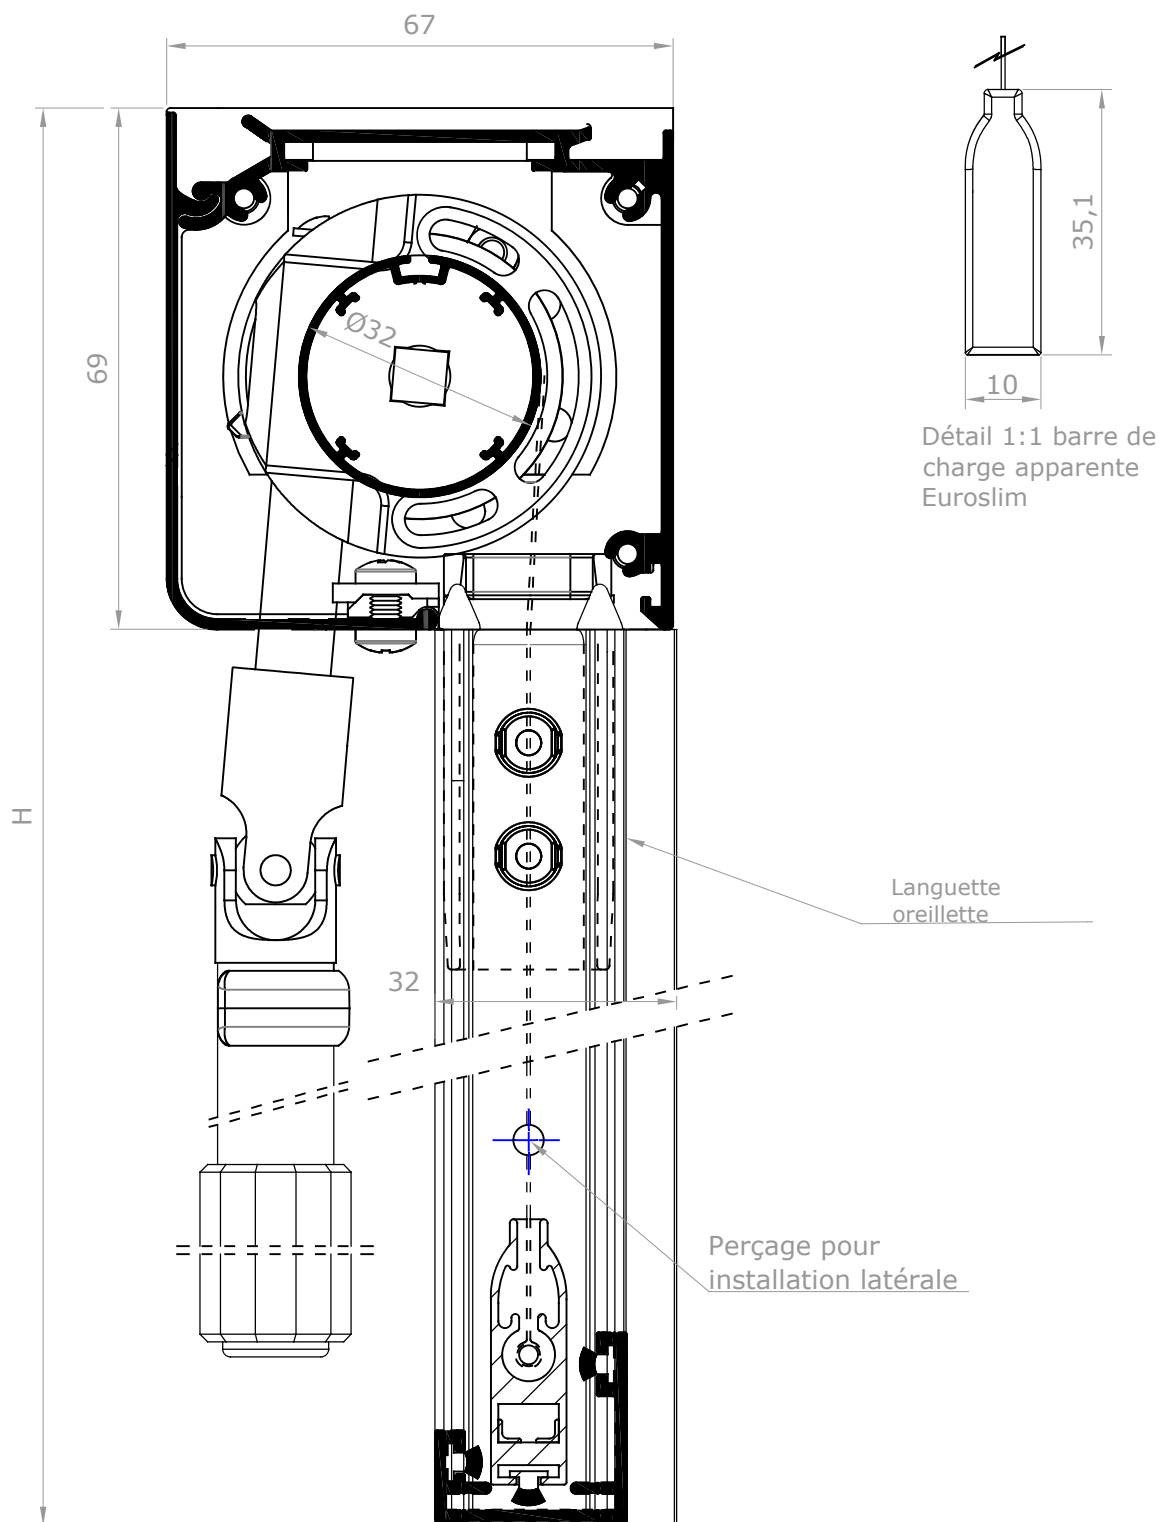 67
69
Ø32
35,1
10
Détail 1:1 barre de
charge apparente
Euroslim
H
Languette
oreillette
32
Perçage pour
installation latérale